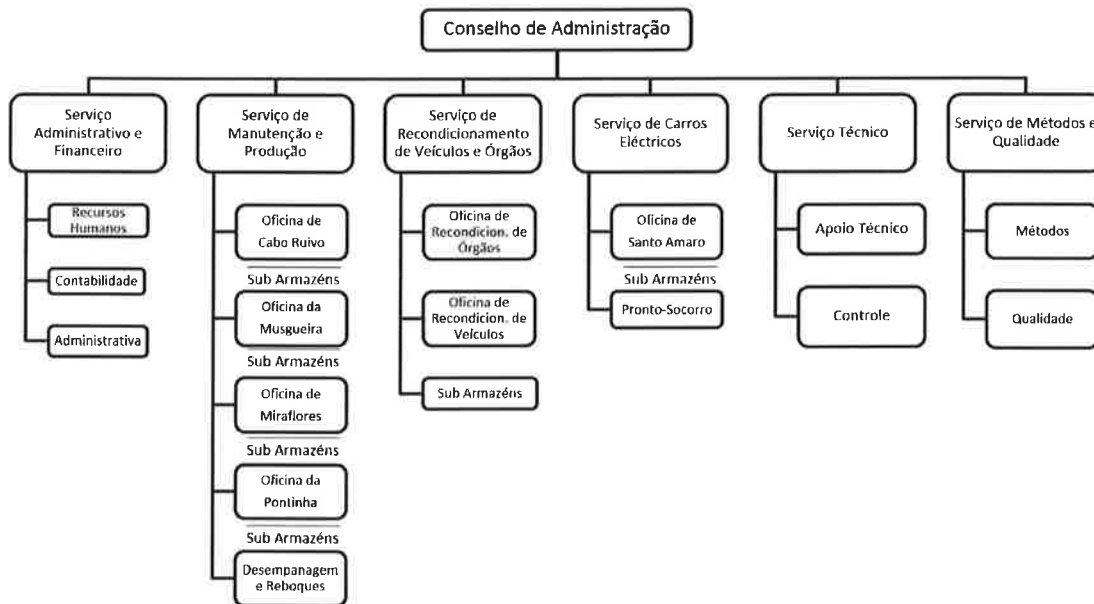 Conselho de Administração
Serviço
Administrativo e
Financeiro
Recursos
Humanos
Contabilidade
Administrativa
Serviço de
Manutenção e
Produção
Oficina de
Cabo Ruivo
Sub Armazéns
Oficina da
Musgueira
Sub Armazéns
Oficina de
Miraflores
Sub Armazéns
Oficina da
Pontinha
Sub Armazéns
Desempanagem
e Reboques
Serviço de
Recondicionamento
de Veículos e Órgãos
Oficina de
Recondicion. de
Órgãos
Oficina de
Recondicion. de
Veículos
Sub Armazéns
Serviço de Carros
Eléctricos
Oficina de
Santo Amaro
Sub Armazéns
Pronto-Socorro
Serviço Técnico
Apoio Técnico
Controle
Serviço de Métodos e
Qualidade
Métodos
Qualidade